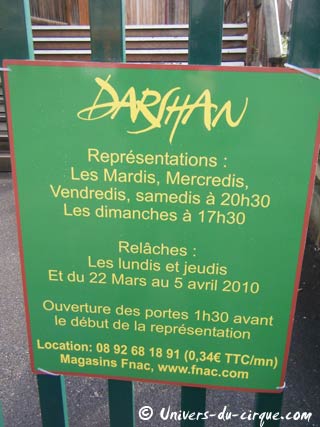 DARSHAN
Représentations :
Les Mardis, Mercredis,
Vendredis, samedis à 20h30
Les dimanches à 17h30
Relâches :
Les lundis et jeudis
Et du 22 Mars au 5 avril 2010
Ouverture des portes 1h30 avant
le début de la représentation
Location: 08 92 68 18 91 (0,34€ TTC/mn)
Magasins Fnac, www.fnac.com
© Univers-du-cirque.com